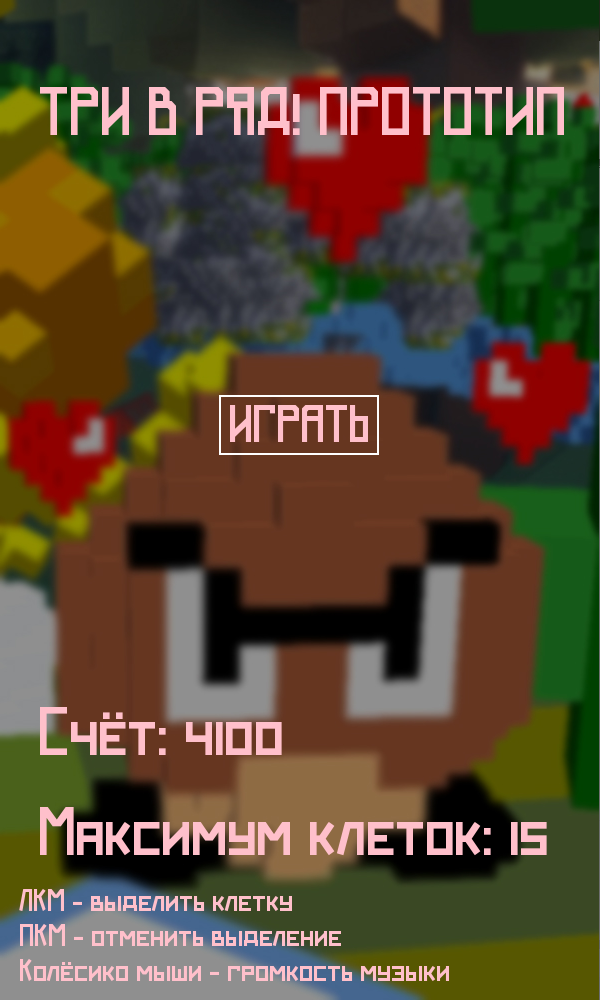 ТРИ В РЯД! ПРОТОТИП
ИГРАТЬ
Счёт: 4100
Максимум клеток: 15
ЛКМ - выделить клетку
ПКМ - отменить выделение
Колёсико мыши - громкость музыки